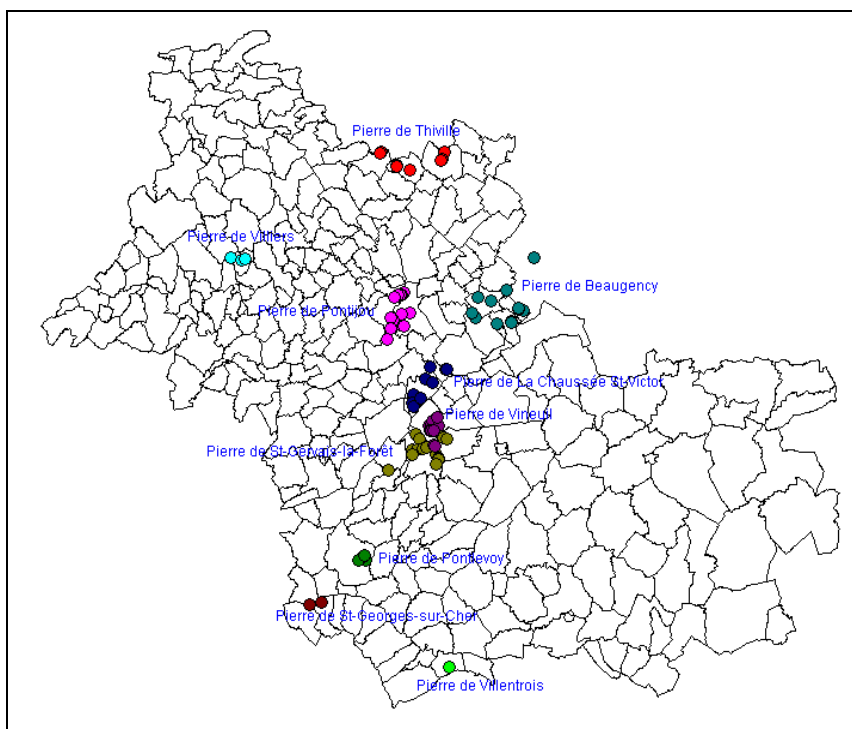 Pierre de Thiville
Pierre de Villiers
Pierre de Beaugency
Pierre de Pontijou
Pierre de La Chaussée St-Victor
Pierre de Vineuil
Pierre de St-Gervais-la-Forêt
Pierre de Pontlevoy
Pierre de St-Georges-sur-Cher
Pierre de Villentrois